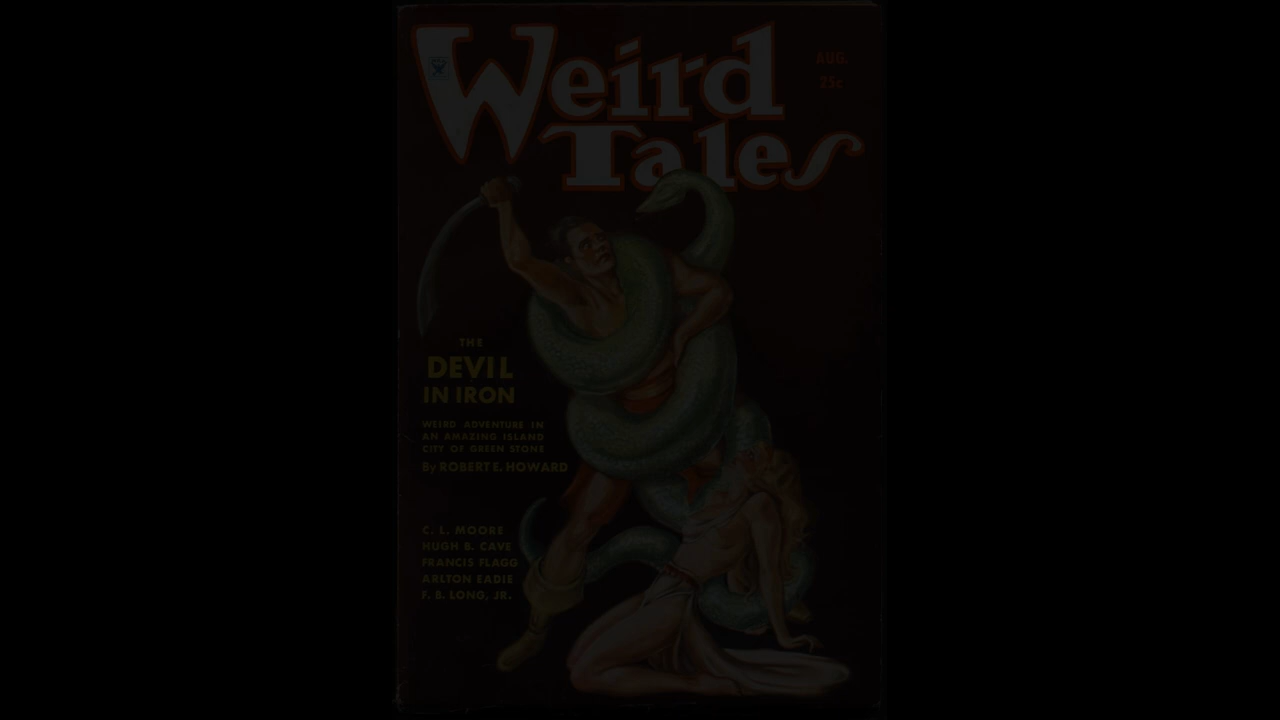 Weird
Tales
AUG.
25c
THE
DEVIL
IN IRON
WEIRD ADVENTURE IN
AN AMAZING ISLAND
CITY OF GREEN STONE
By ROBERT E. HOWARD
C. L. MOORE
HUGH B. CAVE
FRANCIS FLAGG
ARLTON EADIE
F. B. LONG, JR.